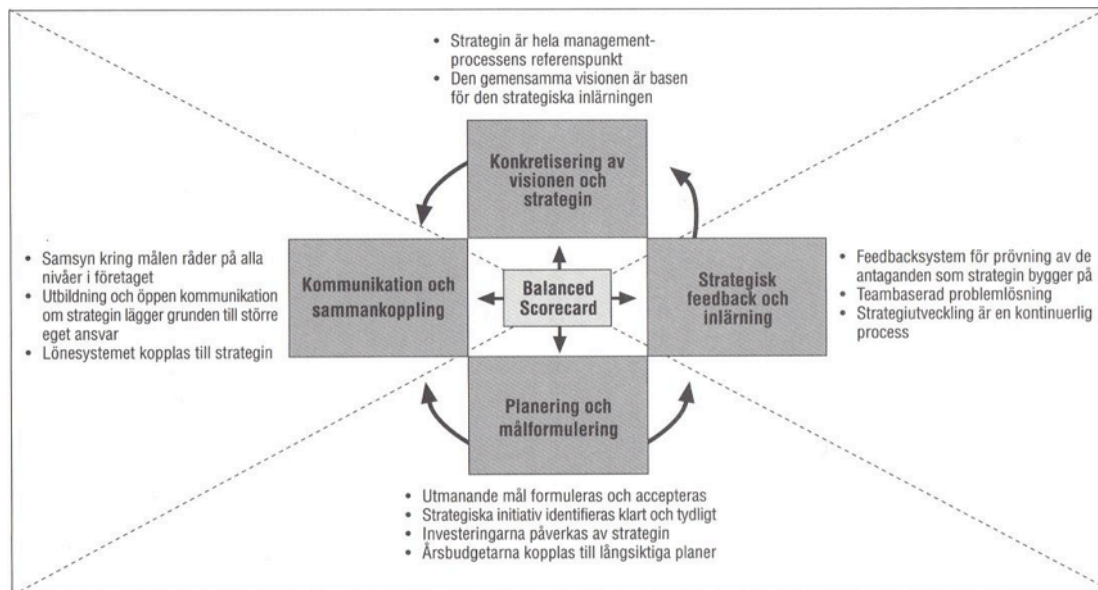 • Strategin är hela management-
processens referenspunkt
• Den gemensamma visionen är basen
för den strategiska inlärningen
Konkretisering av
visionen och
strategin
• Samsyn kring målen råder på alla
nivåer i företaget
• Utbildning och öppen kommunikation
om strategin lägger grunden till större
eget ansvar
• Lönesystemet kopplas till strategin
Kommunikation och
sammankoppling
Balanced
Scorecard
Strategisk
feedback och
inlärning
• Feedbacksystem för prövning av de
antaganden som strategin bygger på
• Teambaserad problemlösning
• Strategiutveckling är en kontinuerlig
process
Planering och
målformulering
• Utmanande mål formuleras och accepteras
• Strategiska initiativ identifieras klart och tydligt
• Investeringarna påverkas av strategin
• Årsbudgetarna kopplas till långsiktiga planer